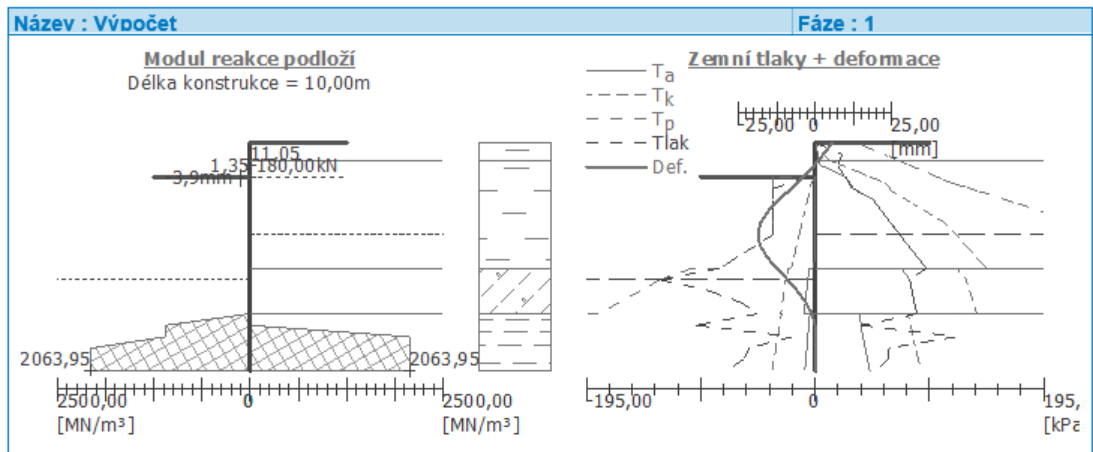 Název : Výpočet
Fáze : 1
Modul reakce podloží
Délka konstrukce = 10,00m
11,05
1,35-180,00kN
3,9mm
2063,95
2063,95
2500,00
0
2500,00
[MN/m³]
[MN/m³]
Zemní tlaky + deformace
Ta
Tk
Tp
Tlak
Def.
-25,00
0
25,00
[mm]
-195,00
0
195,
[kPa